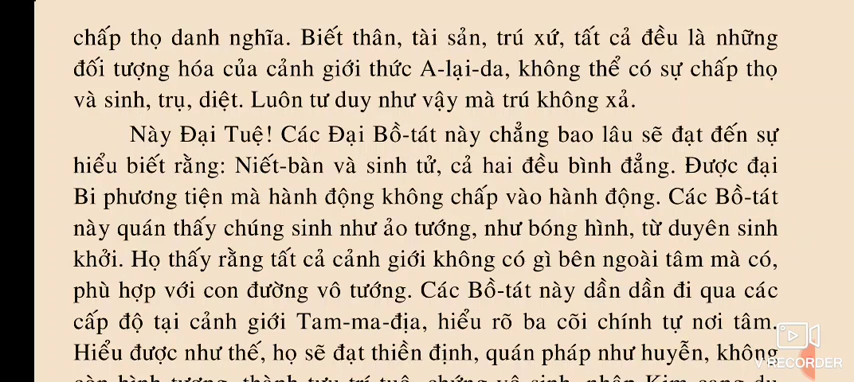 chấp thọ danh nghĩa. Biết thân, tài sản, trú xứ, tất cả đều là những
đối tượng hóa của cảnh giới thức A-lại-da, không thể có sự chấp thọ
và sinh, trụ, diệt. Luôn tư duy như vậy mà trú không xả.
Này Đại Tuệ! Các Đại Bồ-tát này chẳng bao lâu sẽ đạt đến sự
hiểu biết rằng: Niết-bàn và sinh tử, cả hai đều bình đẳng. Được đại
Bi phương tiện mà hành động không chấp vào hành động. Các Bồ-tát
này quán thấy chúng sinh như ảo tướng, như bóng hình, từ duyên sinh
khởi. Họ thấy rằng tất cả cảnh giới không có gì bên ngoài tâm mà có,
phù hợp với con đường vô tướng. Các Bồ-tát này dần dần đi qua các
cấp độ tại cảnh giới Tam-ma-địa, hiểu rõ ba cõi chính tự nơi tâm.
Hiểu được như thế, họ sẽ đạt thiền định, quán pháp như huyễn, không
V RECORDER